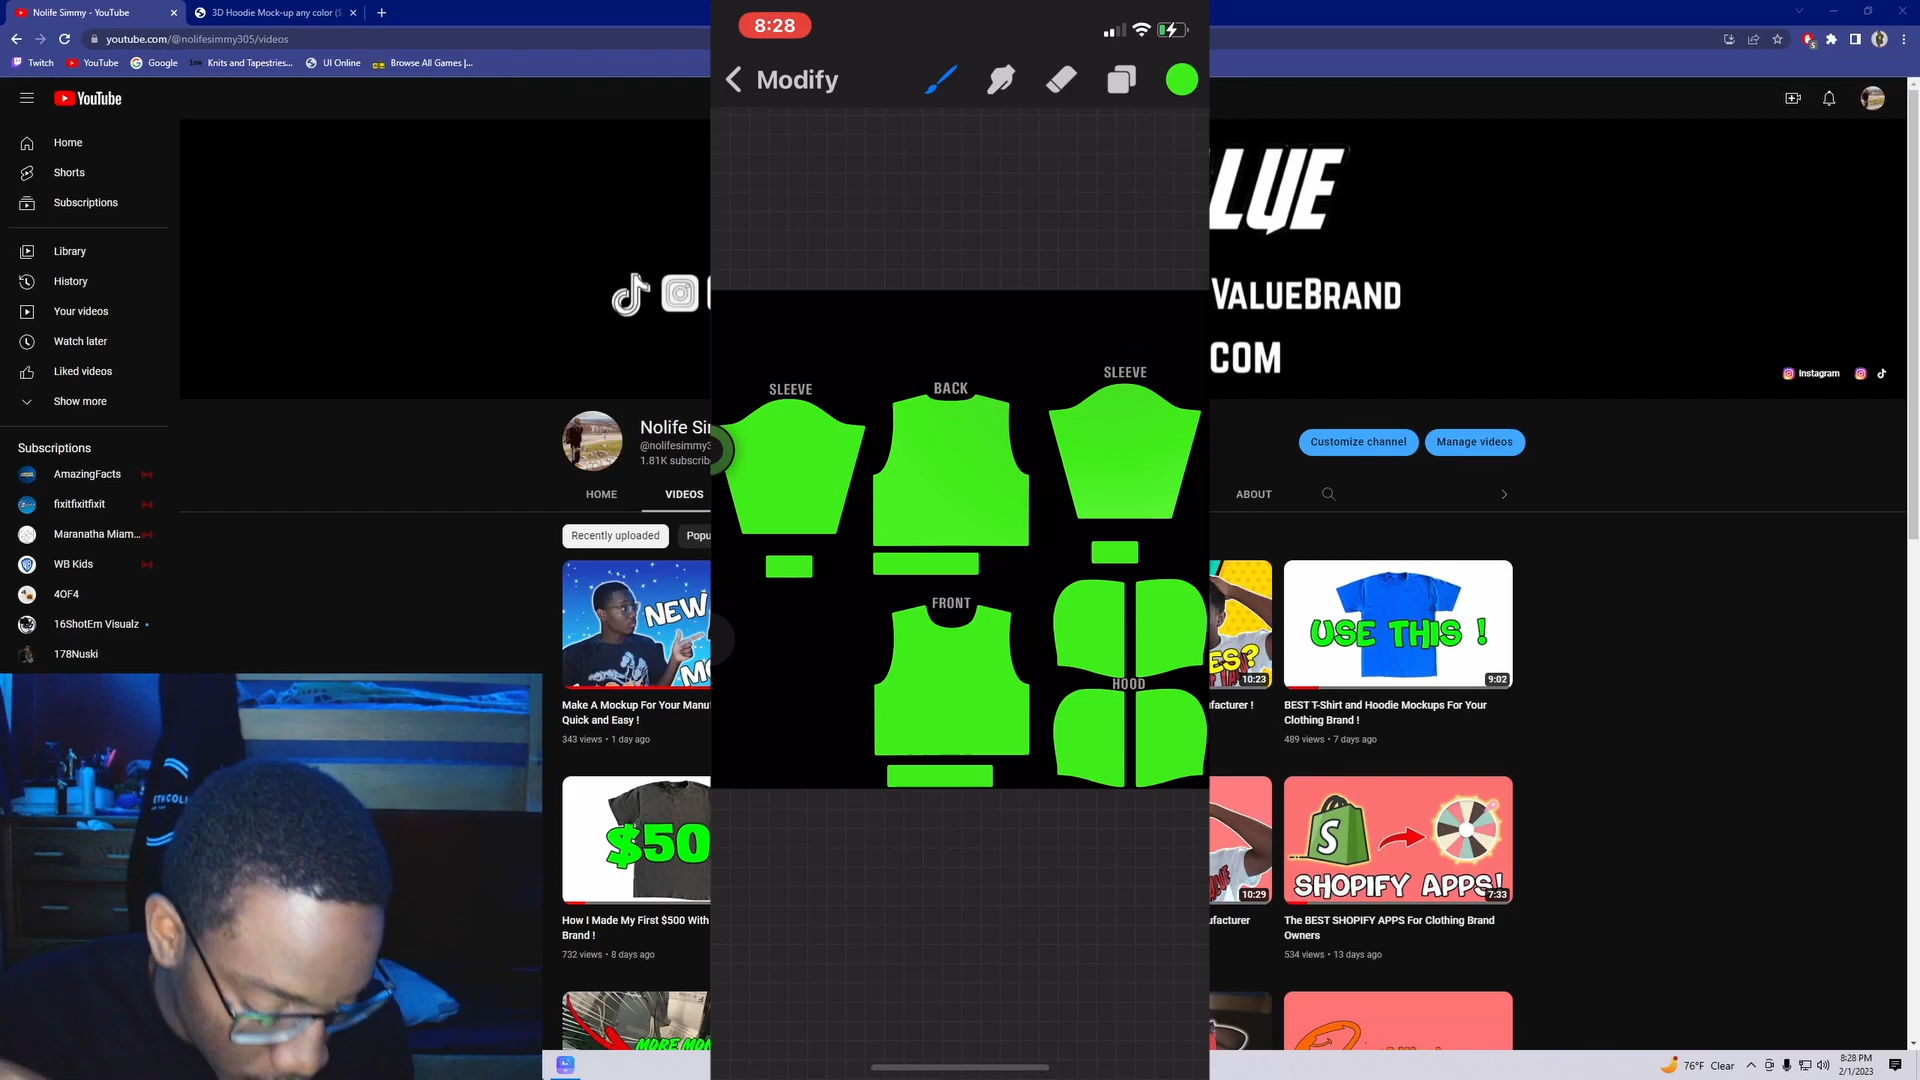 Nolife Simmy - YouTube
3D Hoodie Mock-up any color (S
youtube.com/@nolifesimmy305/videos
Twitch
YouTube
Google
Knits and Tapestries...
UI Online
Browse All Games |...
8:28
Modify
YouTube
Home
Shorts
Subscriptions
Library
History
Your videos
Watch later
Liked videos
Show more
Subscriptions
AmazingFacts
fixitfixitfixit
Maranatha Miam...
WB Kids
4OF4
16ShotEm Visualz
178Nuski
LUE
ValueBrand
.COM
Instagram
Nolife Si
@nolifesimmy3
1.81K subscrib
Customize channel
Manage videos
HOME
VIDEOS
ABOUT
Recently uploaded
Popu
SLEEVE
BACK
SLEEVE
FRONT
HOOD
NEW
Make A Mockup For Your Manuf
Quick and Easy !
343 views • 1 day ago
ES?
10:23
ufacturer !
USE THIS !
9:02
BEST T-Shirt and Hoodie Mockups For Your
Clothing Brand !
489 views • 7 days ago
$50
How I Made My First $500 With
Brand !
732 views • 8 days ago
10:29
ufacturer
S
SHOPIFY APPS!
7:33
The BEST SHOPIFY APPS For Clothing Brand
Owners
534 views • 13 days ago
MORE MON
76°F Clear
8:28 PM
2/1/2023